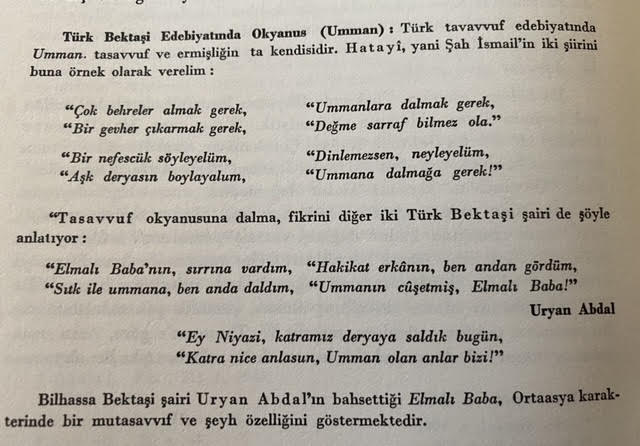 Türk Bektaşi Edebiyatında Okyanus (Umman) : Türk tavavvuf edebiyatında
Umman. tasavvuf ve ermişliğin ta kendisidir. Hatayî, yani Şah İsmail'in iki şiirini
buna örnek olarak verelim :
“Çok behreler almak gerek, “Ummanlara dalmak gerek,
“Bir gevher çıkarmak gerek, “Değme sarraf bilmez ola.”
“Bir nefescük söyleyelüm, “Dinlemezsen, neyleyelüm,
“Aşk deryasın boylayalum, “Ummana dalmağa gerek!”
“Tasavvuf okyanusuna dalma, fikrini diğer iki Türk Bektaşi şairi de şöyle
anlatıyor :
“Elmalı Baba'nın, sırrına vardım, “Hakikat erkânın, ben andan gördüm,
“Sıtk ile ummana, ben anda daldım, “Ummanın cûşetmiş, Elmalı Baba!”
Uryan Abdal
“Ey Niyazi, katramız deryaya saldık bugün,
“Katra nice anlasun, Umman olan anlar bizi!”
Bilhassa Bektaşi şairi Uryan Abdal'ın bahsettiği Elmalı Baba, Ortaasya karak-
terinde bir mutasavvıf ve şeyh özelliğini göstermektedir.